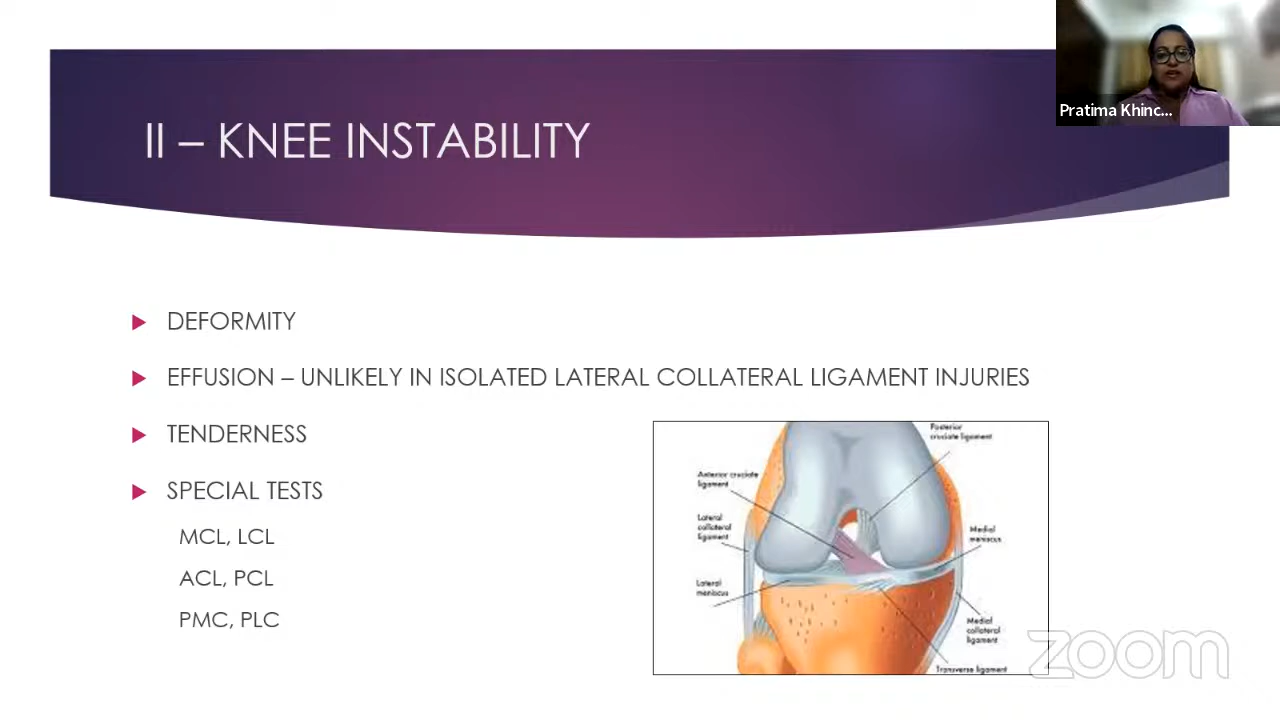 II – KNEE INSTABILITY
Pratima Khinc...
DEFORMITY
EFFUSION – UNLIKELY IN ISOLATED LATERAL COLLATERAL LIGAMENT INJURIES
TENDERNESS
SPECIAL TESTS
MCL, LCL
ACL, PCL
PMC, PLC
Posterior
cruciate ligament
Anterior cruciate
ligament
Lateral
collateral
ligament
Medial
meniscus
Lateral
meniscus
Medial
collateral
ligament
Transverse ligament
zoom